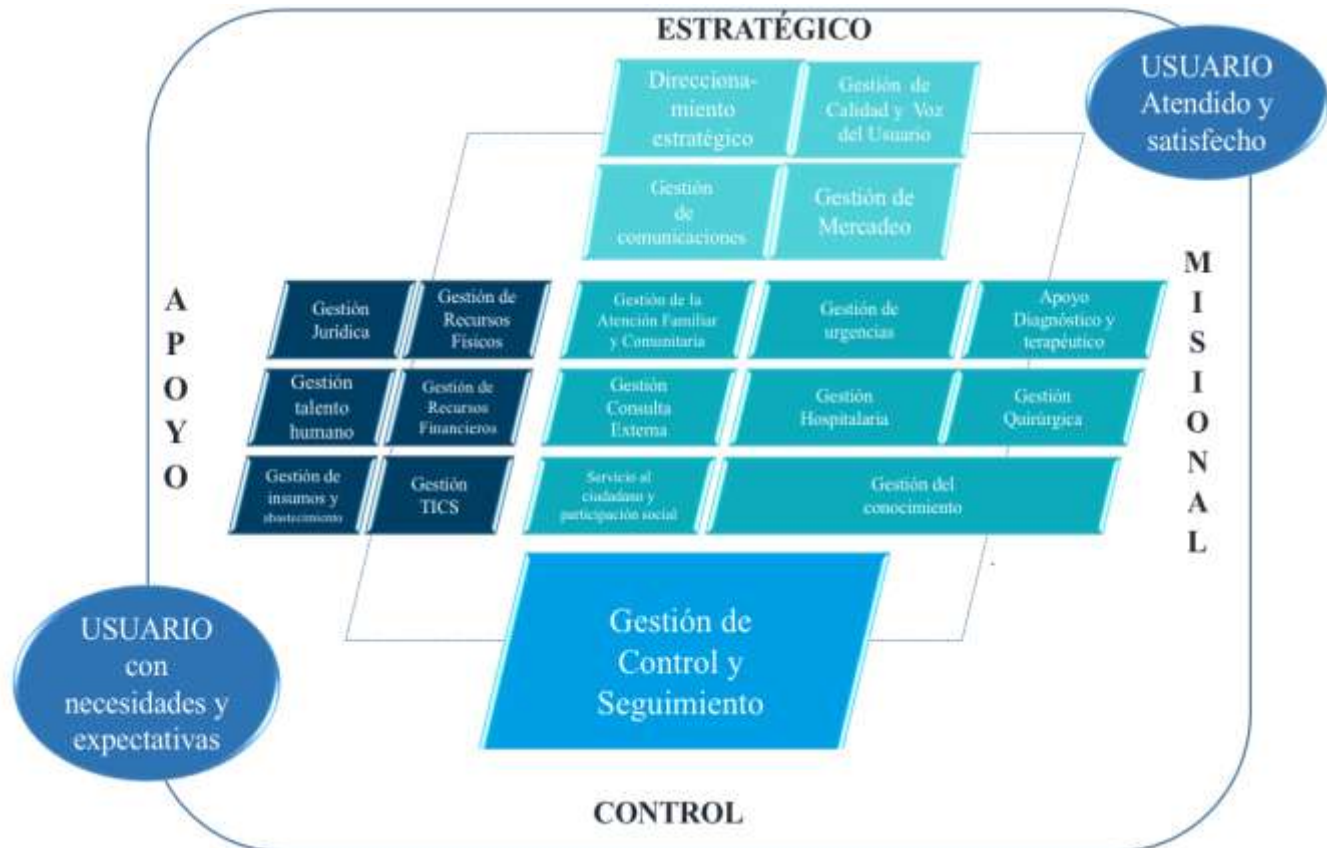 ESTRATÉGICO
Direcciona-
miento
estratégico
Gestión de
Calidad y Voz
del Usuario
USUARIO
Atendido y
satisfecho
Gestión
de
comunicaciones
Gestión de
Mercadeo
APOYO
Gestión
Jurídica
Gestión de
Recursos
Físicos
Gestión de la
Atención Familiar
y Comunitaria
Gestión de
urgencias
Apoyo
Diagnóstico y
terapéutico
MISIONAL
Gestión
talento
humano
Gestión de
Recursos
Financieros
Gestión
Consulta
Externa
Gestión
Hospitalaria
Gestión
Quirúrgica
Gestión de
insumos y
abastecimiento
Gestión
TICS
Servicio al
ciudadano y
participación social
Gestión del
conocimiento
USUARIO
con
necesidades y
expectativas
Gestión de
Control y
Seguimiento
CONTROL